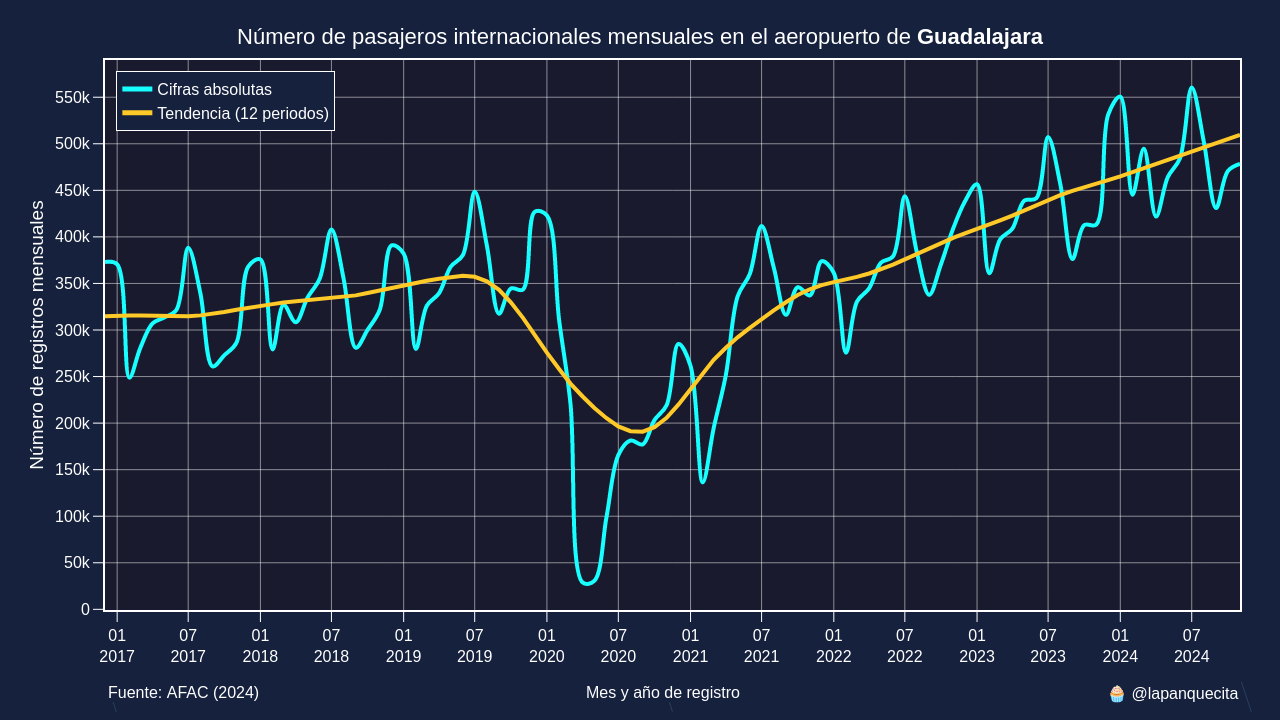 Número de pasajeros internacionales mensuales en el aeropuerto de Guadalajara
Cifras absolutas
Tendencia (12 periodos)
Número de registros mensuales
550k
500k
450k
400k
350k
300k
250k
200k
150k
100k
50k
0
01 07 01 07 01 07 01 07 01 07 01 07 01 07 01 07
2017 2017 2018 2018 2019 2019 2020 2020 2021 2021 2022 2022 2023 2023 2024 2024
Fuente: AFAC (2024) Mes y año de registro 🧁 @lapanquecita